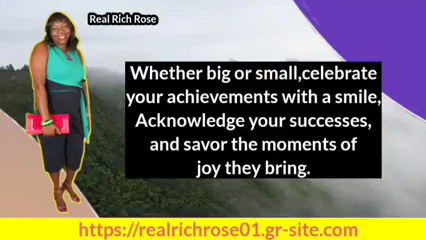 Real Rich Rose
Whether big or small,celebrate
your achievements with a smile,
Acknowledge your successes,
and savor the moments of
joy they bring.
https://realrichrose01.gr-site.com